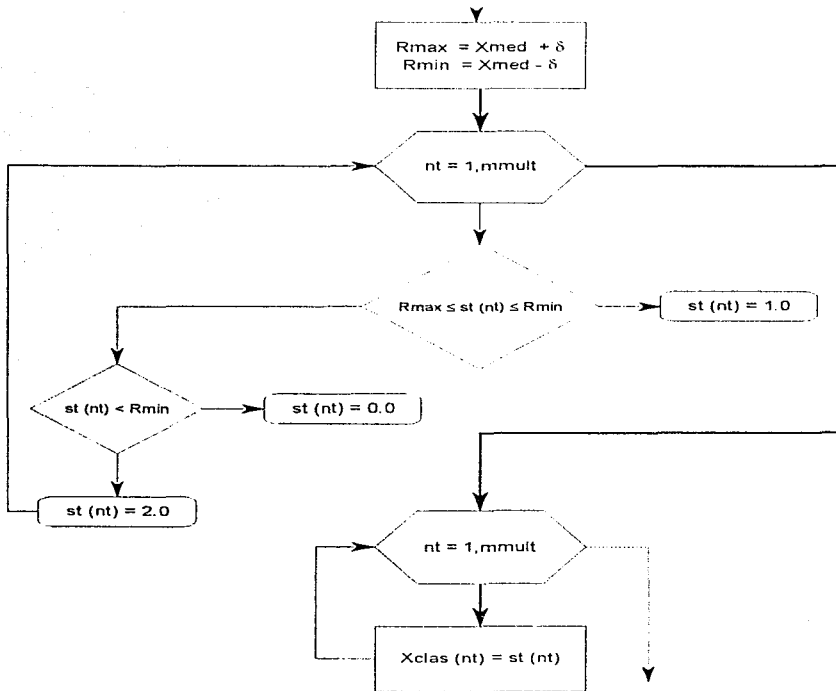 Rmax = Xmed + δ
Rmin = Xmed - δ
nt = 1,mmult
Rmax ≤ st (nt) ≤ Rmin
st (nt) = 1.0
st (nt) < Rmin
st (nt) = 0.0
st (nt) = 2.0
nt = 1,mmult
Xclas (nt) = st (nt)